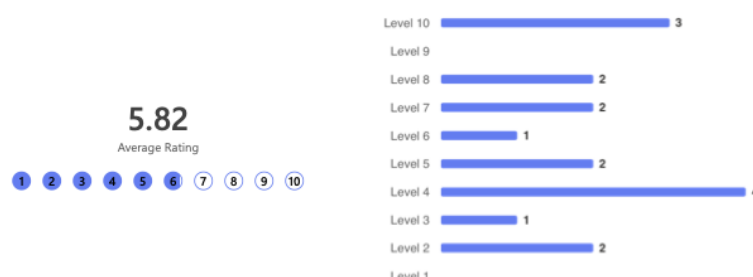 5.82
Average Rating
1 2 3 4 5 6 7 8 9 10
Level 10 3
Level 9
Level 8 2
Level 7 2
Level 6 1
Level 5 2
Level 4
Level 3 1
Level 2 2
Level 1